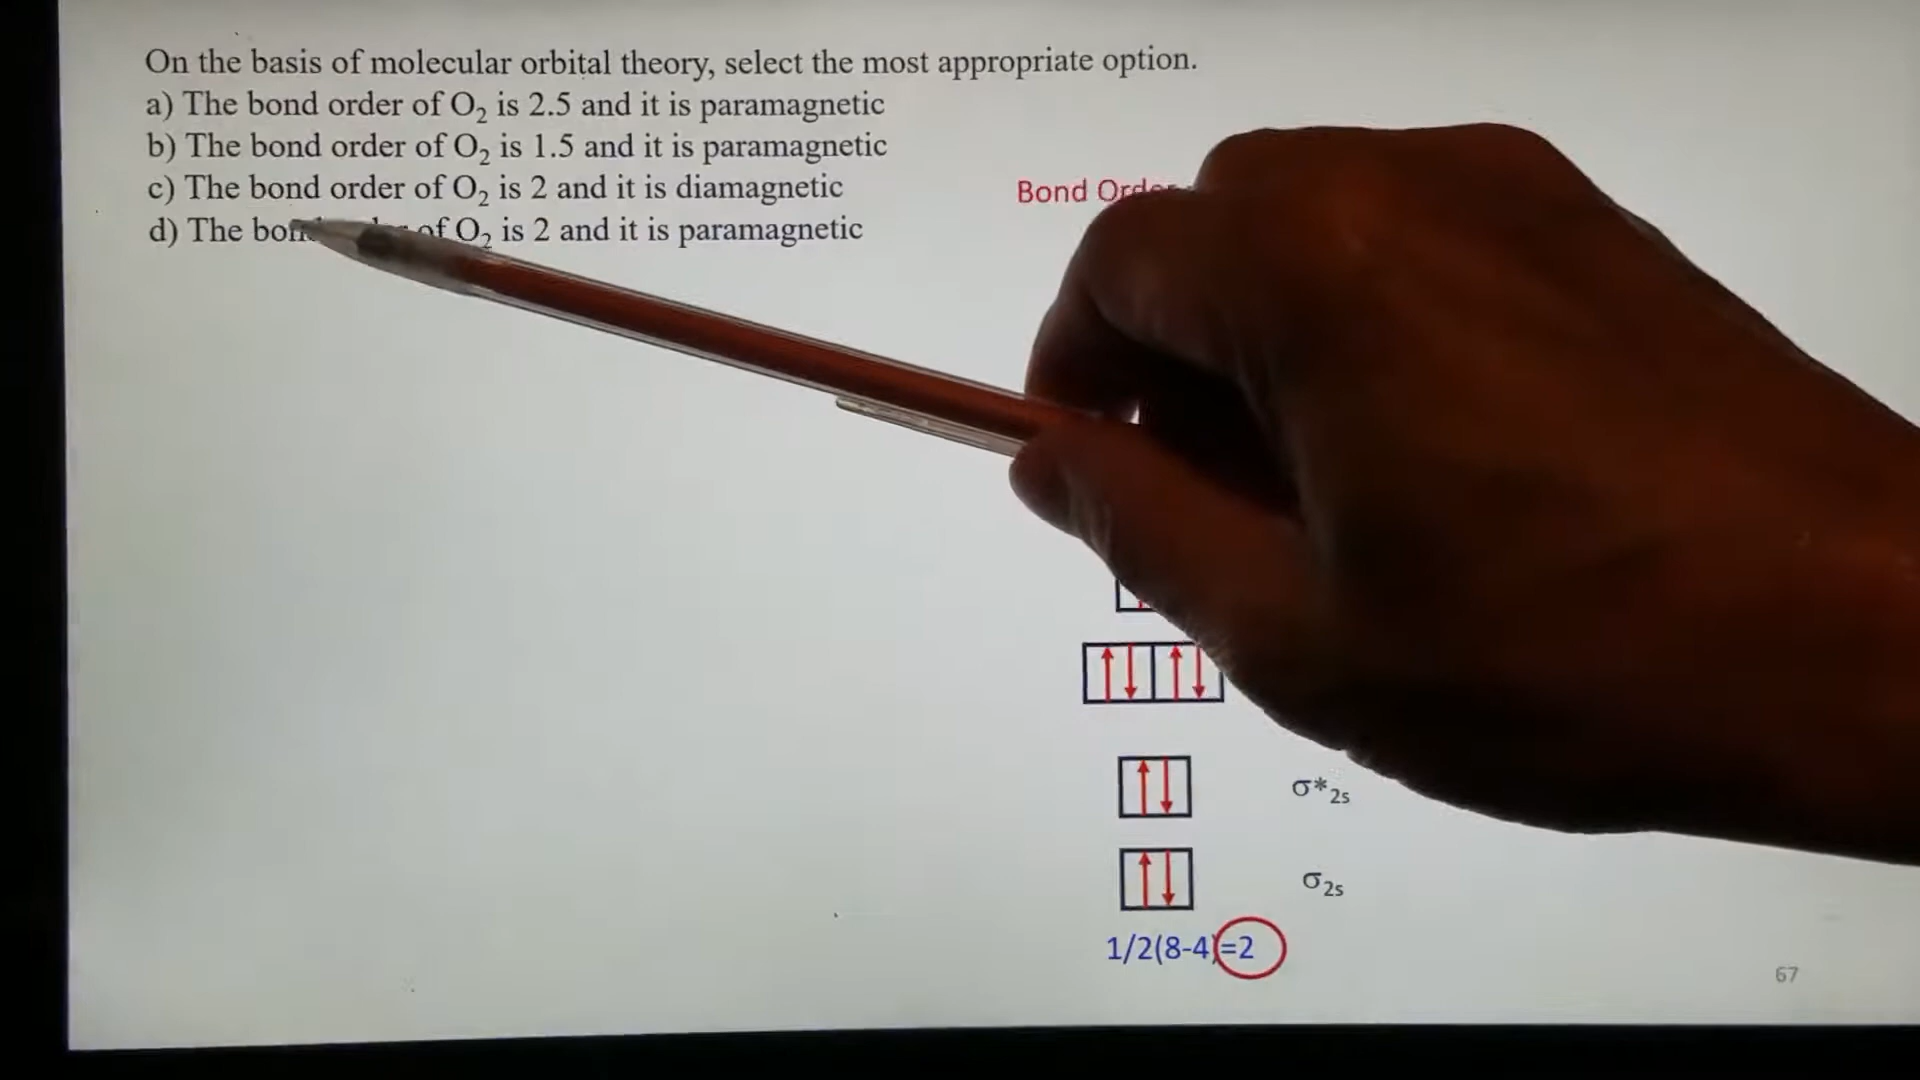 On the basis of molecular orbital theory, select the most appropriate option.
a) The bond order of O₂ is 2.5 and it is paramagnetic
b) The bond order of O₂ is 1.5 and it is paramagnetic
c) The bond order of O₂ is 2 and it is diamagnetic
d) The of O₂ is 2 and it is paramagnetic
Bond
σ*2s
σ2s
1/2(8-4)=2
67